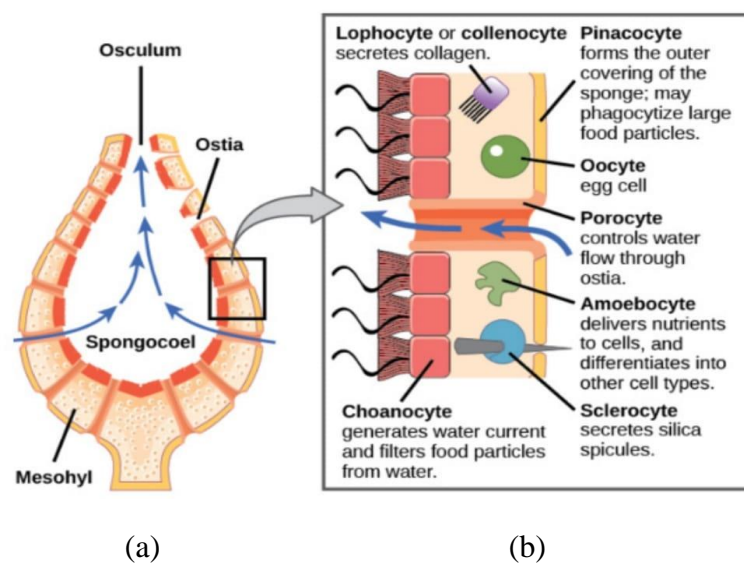 Osculum
Ostia
Spongocoel
Mesohyl
Lophocyte or collenocyte
secretes collagen.
Pinacocyte
forms the outer
covering of the
sponge; may
phagocytize large
food particles.
Oocyte
egg cell
Porocyte
controls water
flow through
ostia.
Amoebocyte
delivers nutrients
to cells, and
differentiates into
other cell types.
Choanocyte
generates water current
and filters food particles
from water.
Sclerocyte
secretes silica
spicules.
(a)
(b)